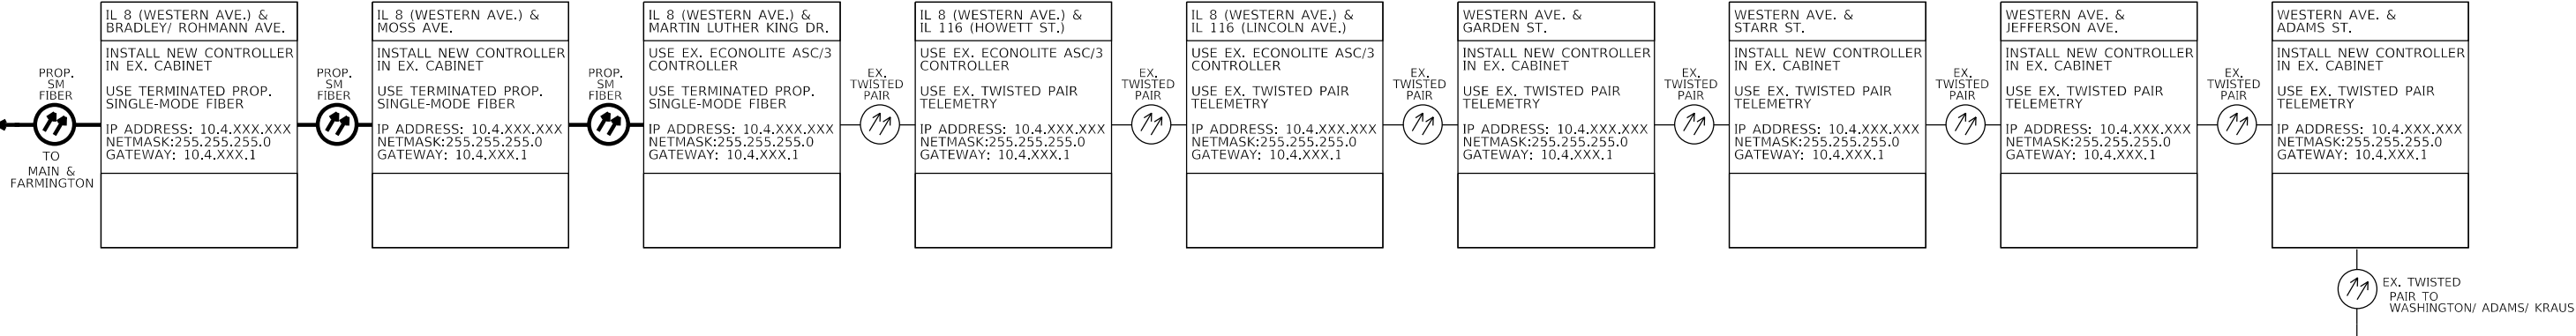 PROP.
SM
FIBER
TO
MAIN &
FARMINGTON
IL 8 (WESTERN AVE.) &
BRADLEY/ ROHMANN AVE.
INSTALL NEW CONTROLLER
IN EX. CABINET
USE TERMINATED PROP.
SINGLE-MODE FIBER
IP ADDRESS: 10.4.XXX.XXX
NETMASK:255.255.255.0
GATEWAY: 10.4.XXX.1
PROP.
SM
FIBER
IL 8 (WESTERN AVE.) &
MOSS AVE.
INSTALL NEW CONTROLLER
IN EX. CABINET
USE TERMINATED PROP.
SINGLE-MODE FIBER
IP ADDRESS: 10.4.XXX.XXX
NETMASK:255.255.255.0
GATEWAY: 10.4.XXX.1
PROP.
SM
FIBER
IL 8 (WESTERN AVE.) &
MARTIN LUTHER KING DR.
USE EX. ECONOLITE ASC/3
CONTROLLER
USE TERMINATED PROP.
SINGLE-MODE FIBER
IP ADDRESS: 10.4.XXX.XXX
NETMASK:255.255.255.0
GATEWAY: 10.4.XXX.1
EX.
TWISTED
PAIR
IL 8 (WESTERN AVE.) &
IL 116 (HOWETT ST.)
USE EX. ECONOLITE ASC/3
CONTROLLER
USE EX. TWISTED PAIR
TELEMETRY
IP ADDRESS: 10.4.XXX.XXX
NETMASK:255.255.255.0
GATEWAY: 10.4.XXX.1
EX.
TWISTED
PAIR
IL 8 (WESTERN AVE.) &
IL 116 (LINCOLN AVE.)
USE EX. ECONOLITE ASC/3
CONTROLLER
USE EX. TWISTED PAIR
TELEMETRY
IP ADDRESS: 10.4.XXX.XXX
NETMASK:255.255.255.0
GATEWAY: 10.4.XXX.1
EX.
TWISTED
PAIR
WESTERN AVE. &
GARDEN ST.
INSTALL NEW CONTROLLER
IN EX. CABINET
USE EX. TWISTED PAIR
TELEMETRY
IP ADDRESS: 10.4.XXX.XXX
NETMASK:255.255.255.0
GATEWAY: 10.4.XXX.1
EX.
TWISTED
PAIR
WESTERN AVE. &
STARR ST.
INSTALL NEW CONTROLLER
IN EX. CABINET
USE EX. TWISTED PAIR
TELEMETRY
IP ADDRESS: 10.4.XXX.XXX
NETMASK:255.255.255.0
GATEWAY: 10.4.XXX.1
EX.
TWISTED
PAIR
WESTERN AVE. &
JEFFERSON AVE.
INSTALL NEW CONTROLLER
IN EX. CABINET
USE EX. TWISTED PAIR
TELEMETRY
IP ADDRESS: 10.4.XXX.XXX
NETMASK:255.255.255.0
GATEWAY: 10.4.XXX.1
EX.
TWISTED
PAIR
WESTERN AVE. &
ADAMS ST.
INSTALL NEW CONTROLLER
IN EX. CABINET
USE EX. TWISTED PAIR
TELEMETRY
IP ADDRESS: 10.4.XXX.XXX
NETMASK:255.255.255.0
GATEWAY: 10.4.XXX.1
EX. TWISTED
PAIR TO
WASHINGTON/ ADAMS/ KRAUSE